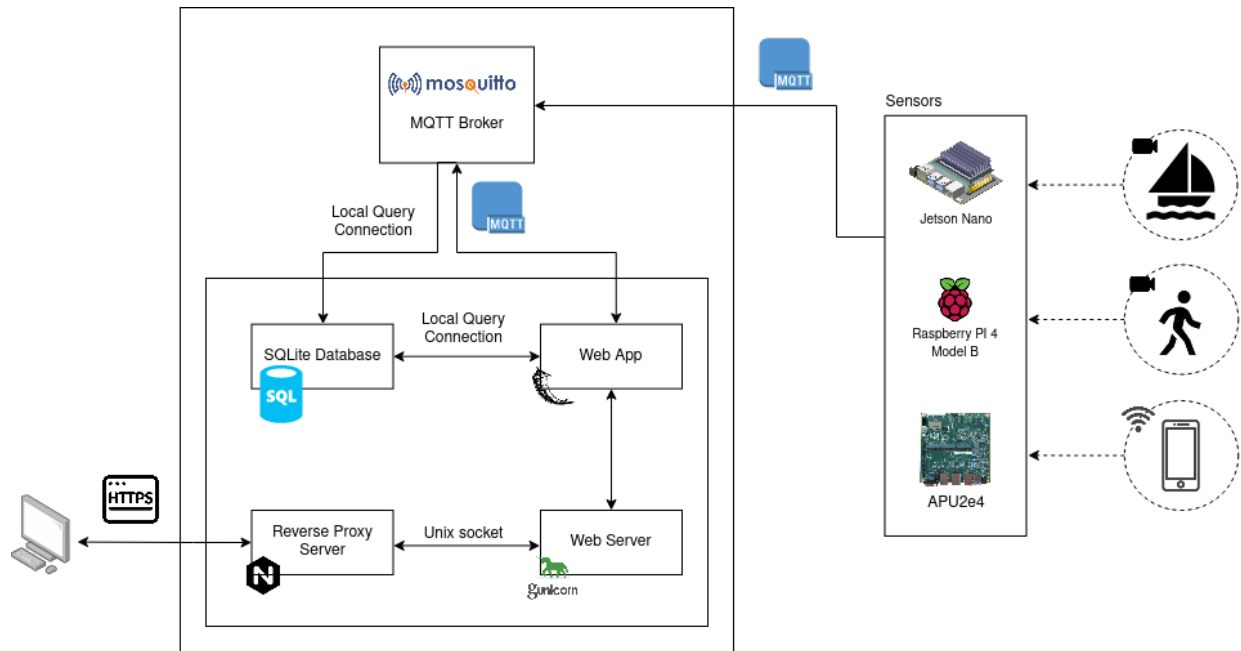 mosquitto
MQTT Broker
MQTT
MQTT
Local Query
Connection
Sensors
Jetson Nano
Raspberry PI 4
Model B
APU2e4
SQLite Database
SQL
Local Query
Connection
Web App
HTTPS
Reverse Proxy
Server
N
Unix socket
Web Server
gunicorn